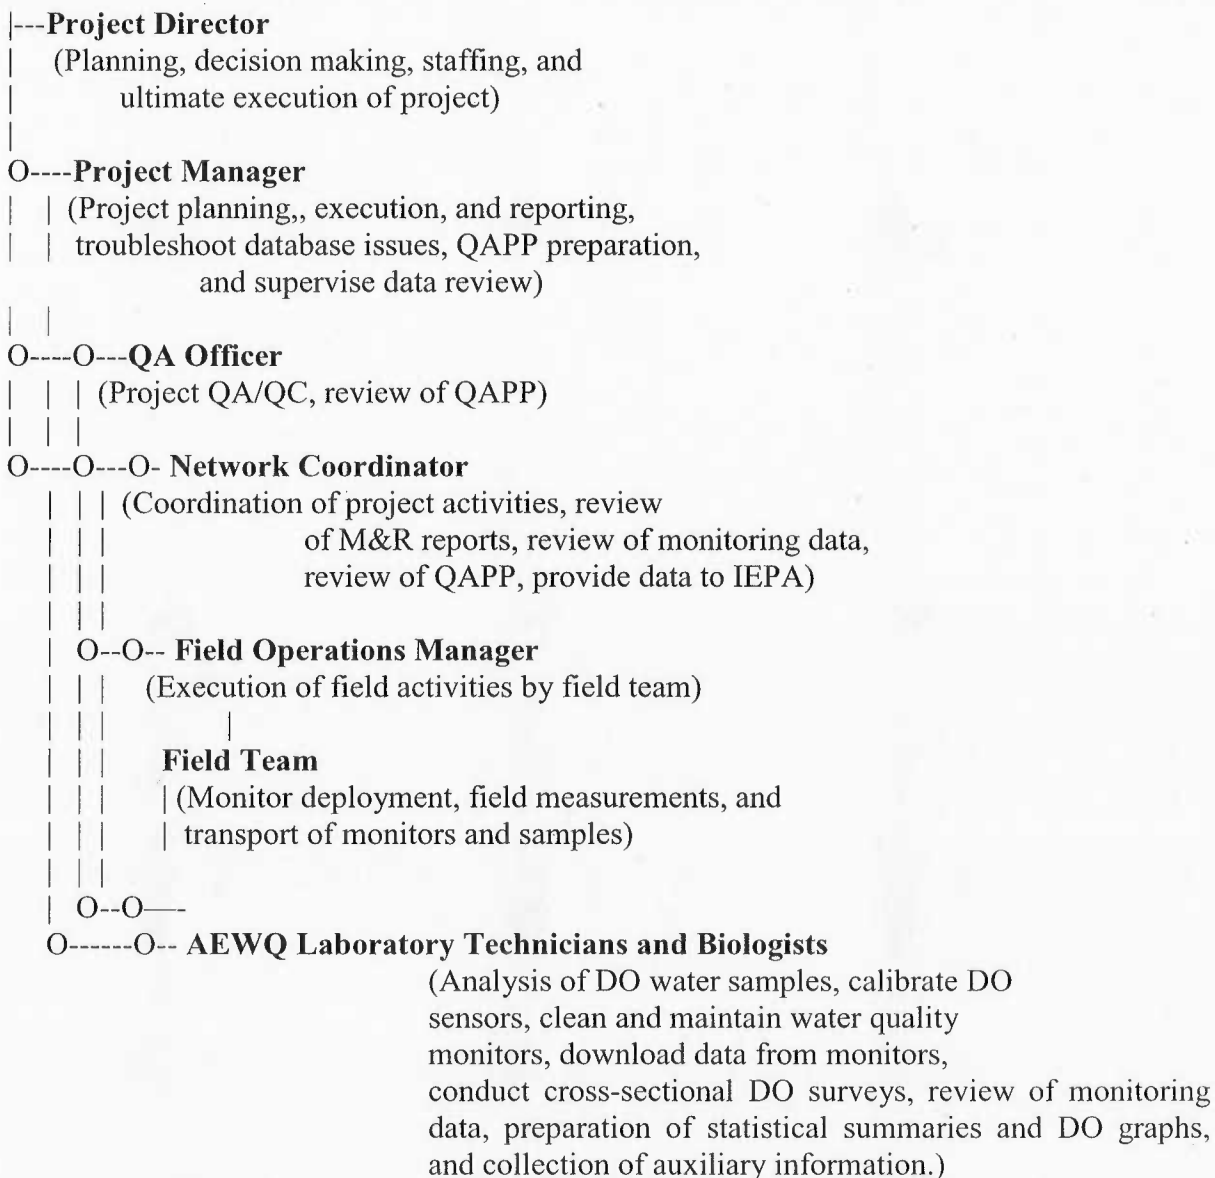 |---Project Director
| (Planning, decision making, staffing, and
| ultimate execution of project)
|
O----Project Manager
| | (Project planning,, execution, and reporting,
| | troubleshoot database issues, QAPP preparation,
and supervise data review)
| |
O----O---QA Officer
| | | (Project QA/QC, review of QAPP)
| | |
O----O---O- Network Coordinator
| | | (Coordination of project activities, review
| | | of M&R reports, review of monitoring data,
| | | review of QAPP, provide data to IEPA)
| | |
| O--O-- Field Operations Manager
| | | (Execution of field activities by field team)
| | | |
| | | Field Team
| | | | (Monitor deployment, field measurements, and
| | | | transport of monitors and samples)
| | |
| O--O—-
O------O-- AEWQ Laboratory Technicians and Biologists
(Analysis of DO water samples, calibrate DO
sensors, clean and maintain water quality
monitors, download data from monitors,
conduct cross-sectional DO surveys, review of monitoring
data, preparation of statistical summaries and DO graphs,
and collection of auxiliary information.)